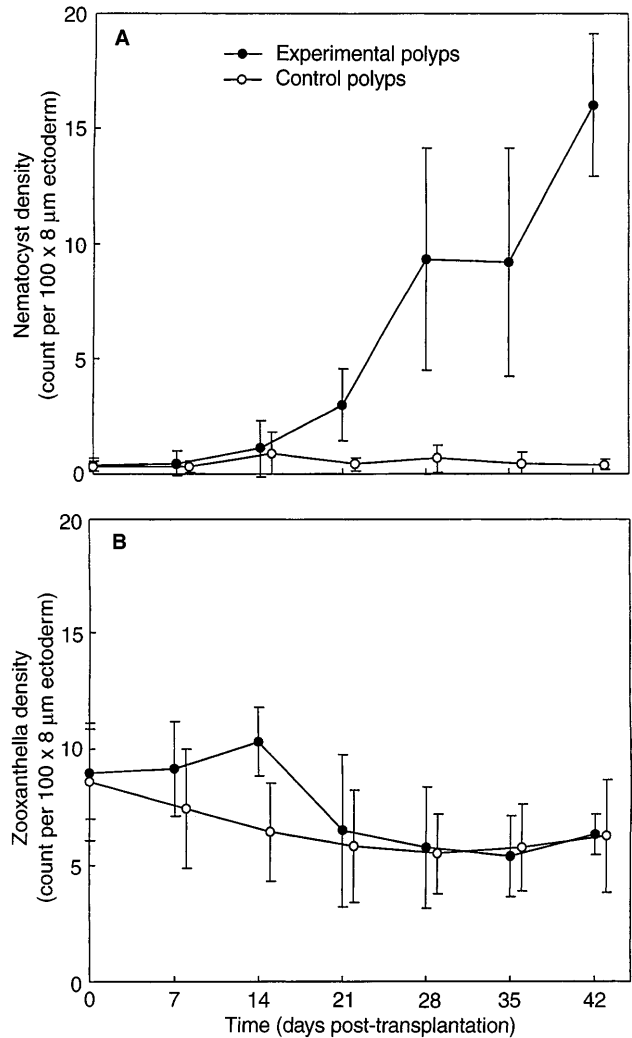 20
A
Experimental polyps
Control polyps
15
10
5
0
Nematocyst density
(count per 100 x 8 μm ectoderm)
20
B
15
10
5
0
Zooxanthella density
(count per 100 x 8 μm ectoderm)
0 7 14 21 28 35 42
Time (days post-transplantation)